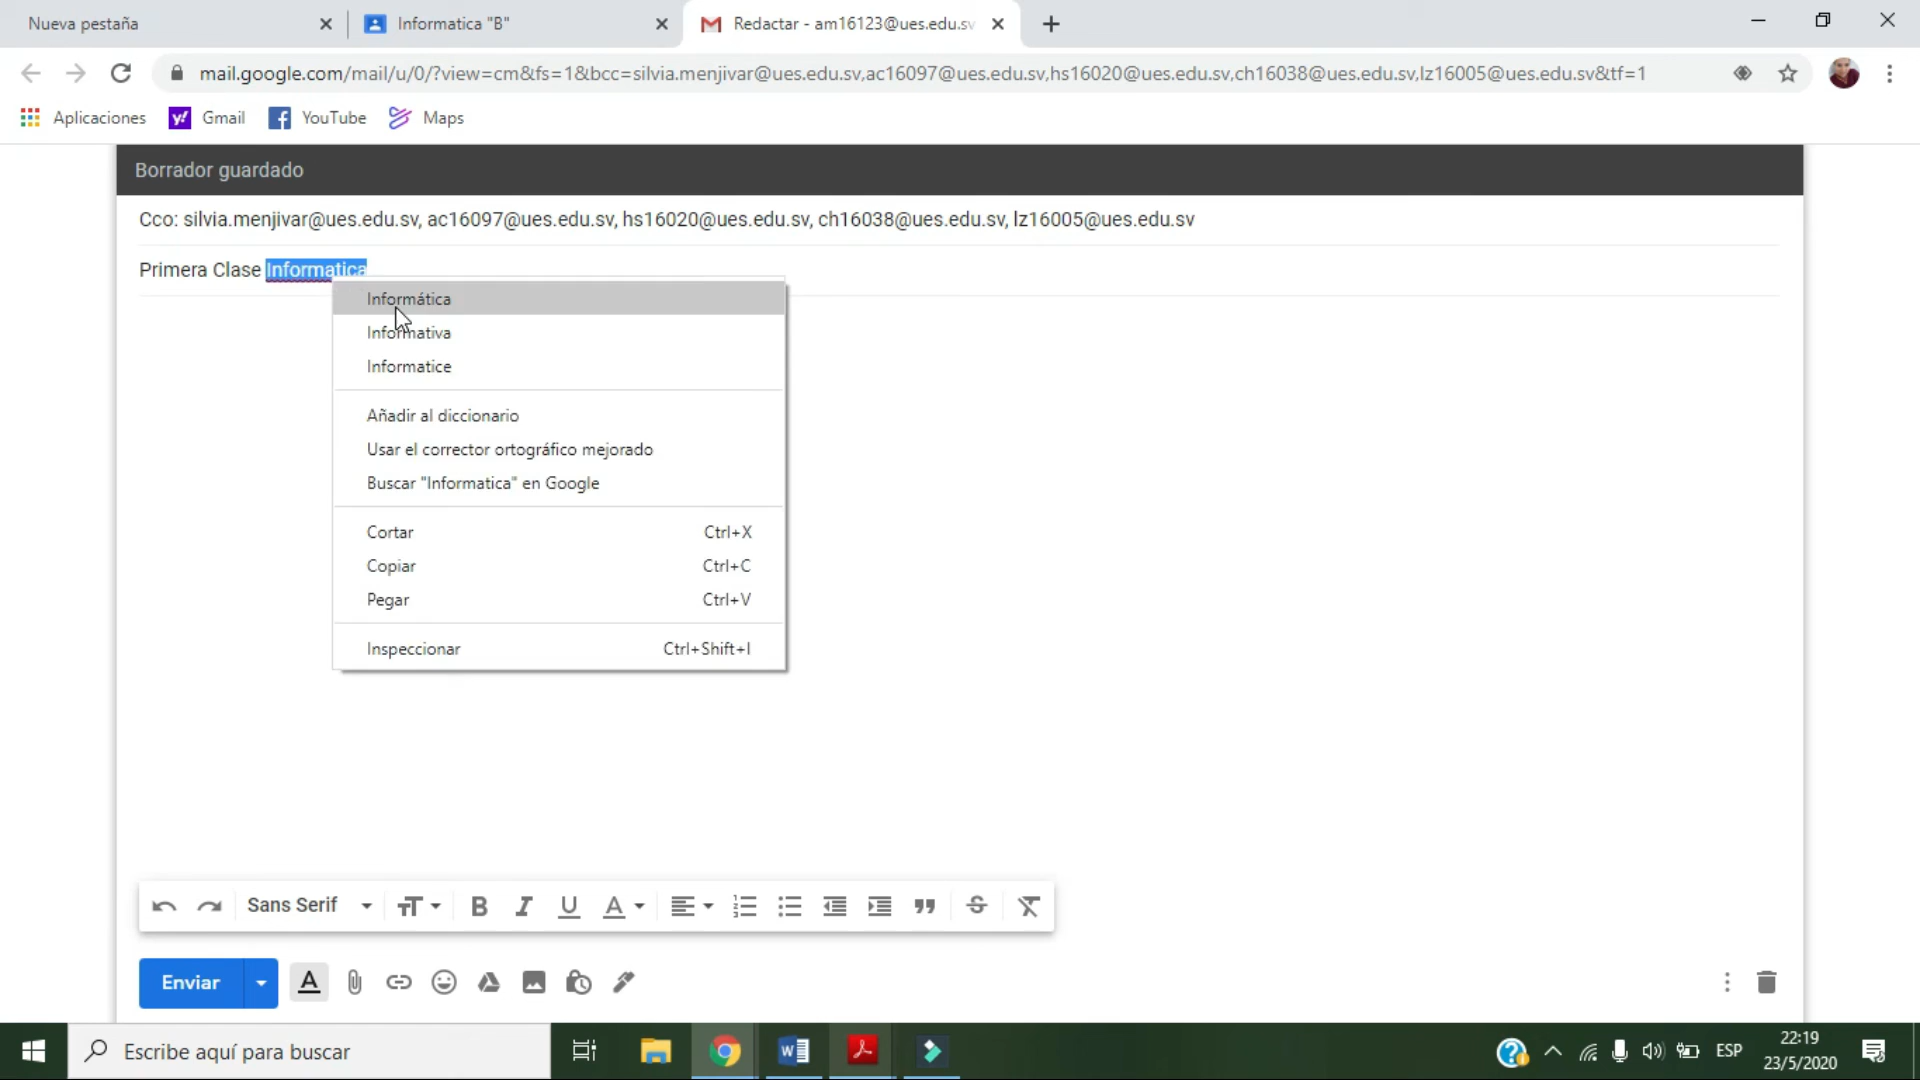 Nueva pestaña
Informatica "B"
Redactar - am16123@ues.edu.sv
mail.google.com/mail/u/0/?view=cm&fs=1&bcc=silvia.menjivar@ues.edu.sv,ac16097@ues.edu.sv,hs16020@ues.edu.sv,ch16038@ues.edu.sv,lz16005@ues.edu.sv&tf=1
Aplicaciones
Gmail
YouTube
Maps
Borrador guardado
Cco: silvia.menjivar@ues.edu.sv, ac16097@ues.edu.sv, hs16020@ues.edu.sv, ch16038@ues.edu.sv, lz16005@ues.edu.sv
Primera Clase Informatica
Informática
Informativa
Informatice
Añadir al diccionario
Usar el corrector ortográfico mejorado
Buscar "Informatica" en Google
Cortar Ctrl+X
Copiar Ctrl+C
Pegar Ctrl+V
Inspeccionar Ctrl+Shift+I
Sans Serif
Enviar
Escribe aquí para buscar
ESP
22:19
23/5/2020